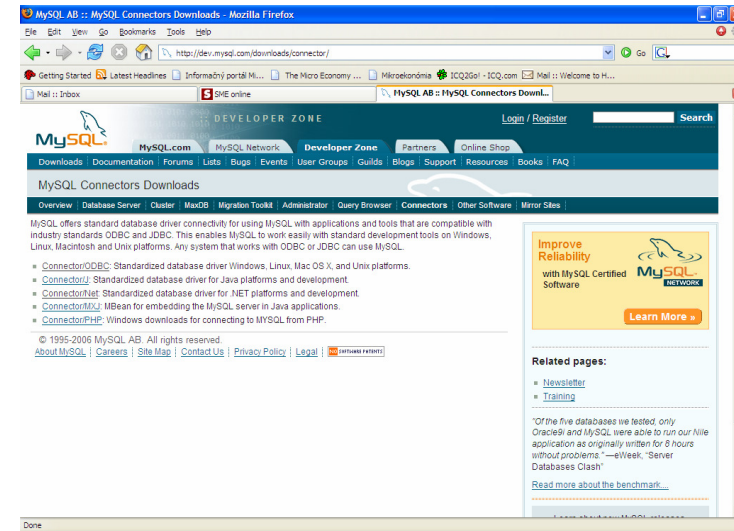 MySQL AB :: MySQL Connectors Downloads - Mozilla Firefox
File Edit View Go Bookmarks Tools Help
http://dev.mysql.com/downloads/connector/ Go
Getting Started Latest Headlines Informačný portál Mi... The Micro Economy ... Mikroekonómia ICQ2Go! - ICQ.com Mail :: Welcome to H...
Mail :: Inbox SME online MySQL AB :: MySQL Connectors Downl...
DEVELOPER ZONE Login / Register Search
MySQL
MySQL.com MySQL Network Developer Zone Partners Online Shop
Downloads Documentation Forums Lists Bugs Events User Groups Guilds Blogs Support Resources Books FAQ
MySQL Connectors Downloads
Overview Database Server Cluster MaxDB Migration Toolkit Administrator Query Browser Connectors Other Software Mirror Sites
MySQL offers standard database driver connectivity for using MySQL with applications and tools that are compatible with
industry standards ODBC and JDBC. This enables MySQL to work easily with standard development tools on Windows,
Linux, Macintosh and Unix platforms. Any system that works with ODBC or JDBC can use MySQL.
Connector/ODBC: Standardized database driver Windows, Linux, Mac OS X, and Unix platforms.
Connector/J: Standardized database driver for Java platforms and development.
Connector/Net: Standardized database driver for .NET platforms and development.
Connector/MXJ: MBean for embedding the MySQL server in Java applications.
Connector/PHP: Windows downloads for connecting to MYSQL from PHP.
© 1995-2006 MySQL AB. All rights reserved.
About MySQL Careers Site Map Contact Us Privacy Policy Legal NO SOFTWARE PATENTS
Improve
Reliability
with MySQL Certified
Software
MySQL
NETWORK
Learn More »
Related pages:
Newsletter
Training
"Of the five databases we tested, only
Oracle9i and MySQL were able to run our Nile
application as originally written for 8 hours
without problems." —eWeek, "Server
Databases Clash"
Read more about the benchmark....
Learn about new MySQL releases
Done